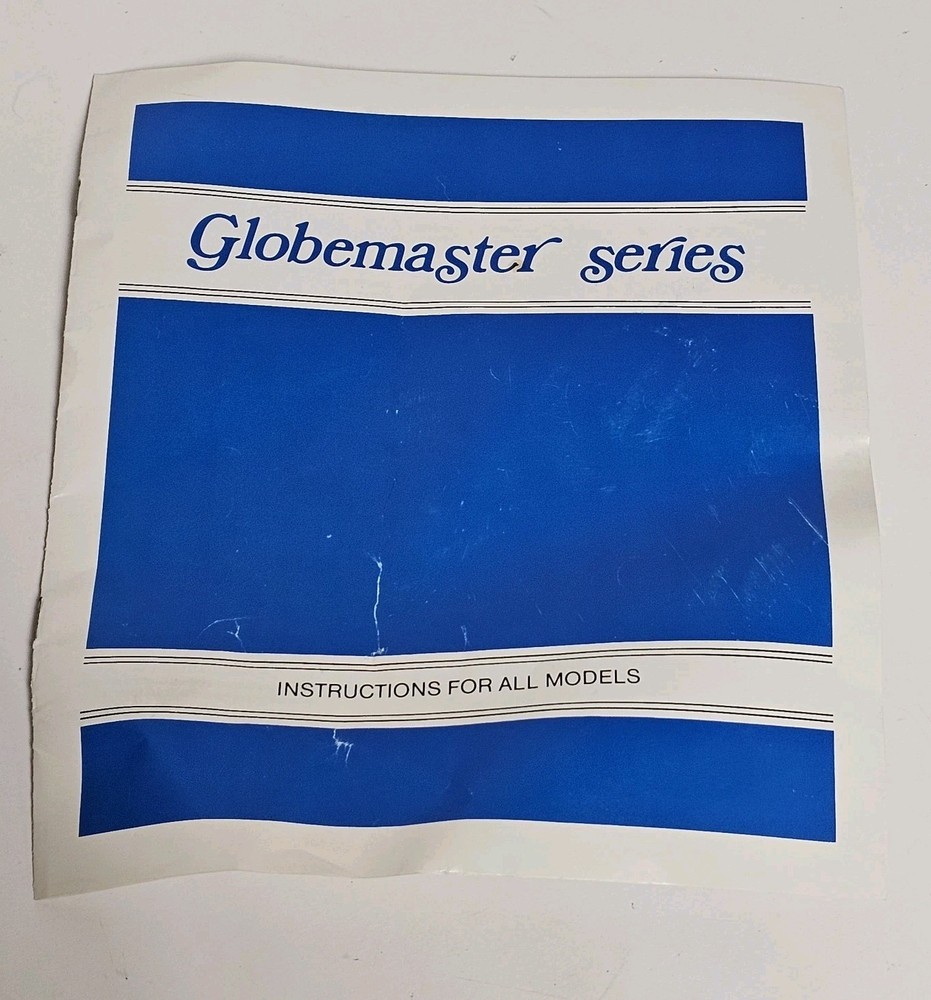 Globemaster series
INSTRUCTIONS FOR ALL MODELS